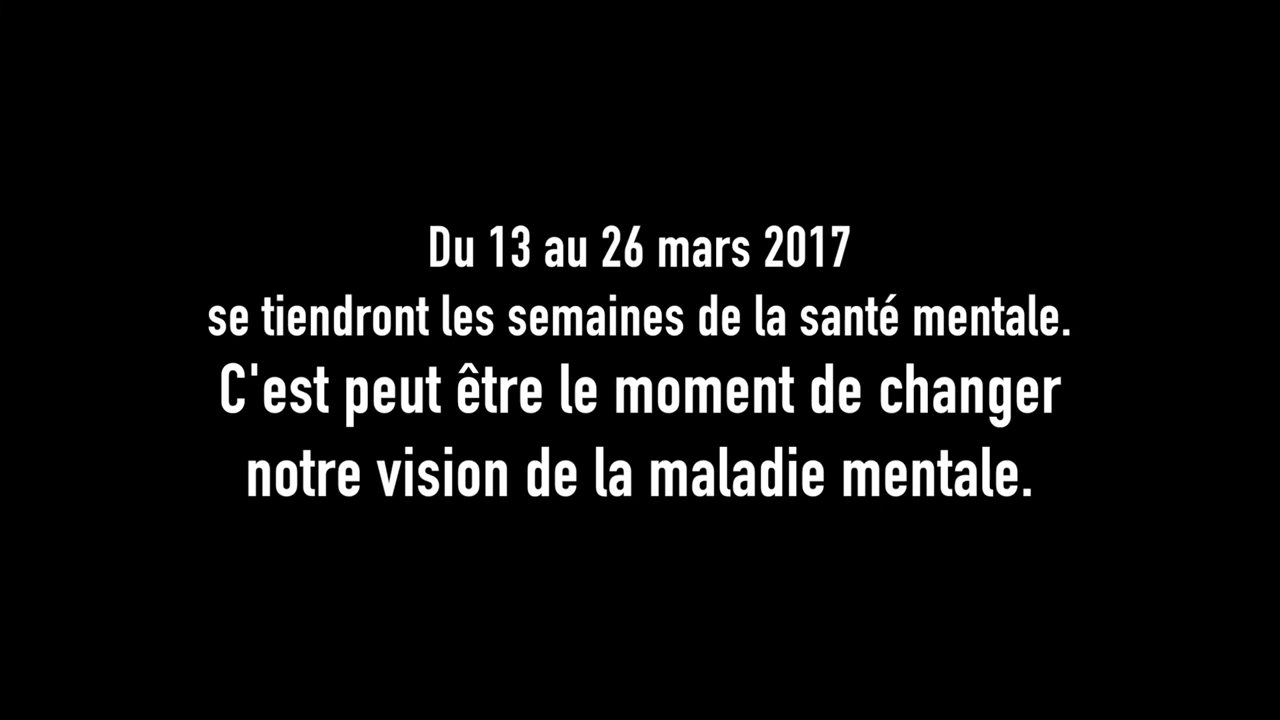 Du 13 au 26 mars 2017
se tiendront les semaines de la santé mentale.
C'est peut être le moment de changer
notre vision de la maladie mentale.